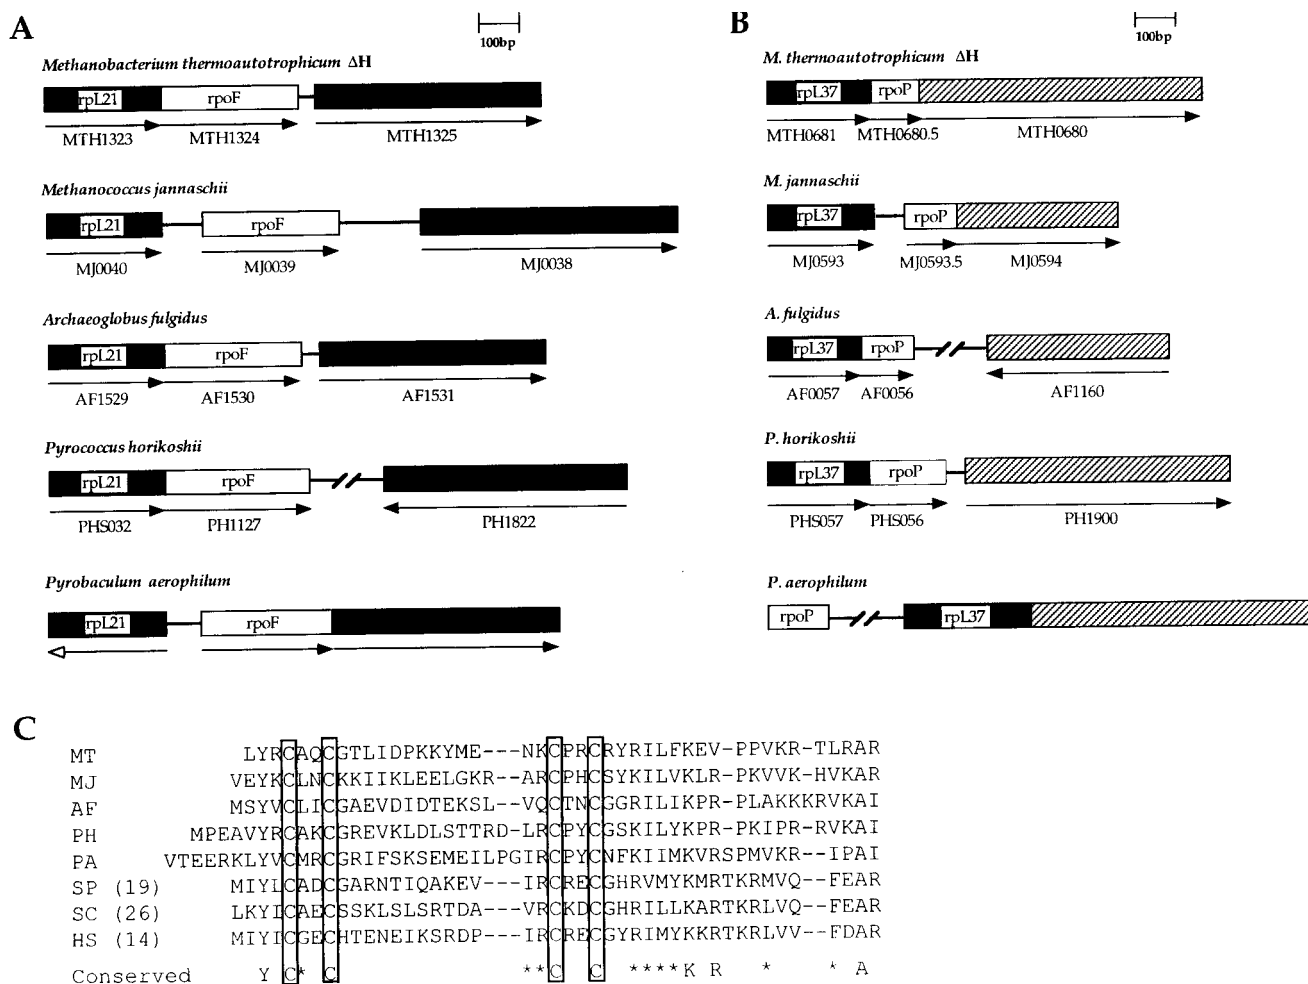 A
100bp
Methanobacterium thermoautotrophicum ΔH
rpL21 rpoF
MTH1323 MTH1324 MTH1325
Methanococcus jannaschii
rpL21 rpoF
MJ0040 MJ0039 MJ0038
Archaeoglobus fulgidus
rpL21 rpoF
AF1529 AF1530 AF1531
Pyrococcus horikoshii
rpL21 rpoF
PHS032 PH1127 PH1822
Pyrobaculum aerophilum
rpL21 rpoF
B
100bp
M. thermoautotrophicum ΔH
rpL37 rpoP
MTH0681 MTH0680.5 MTH0680
M. jannaschii
rpL37 rpoP
MJ0593 MJ0593.5 MJ0594
A. fulgidus
rpL37 rpoP
AF0057 AF0056 AF1160
P. horikoshii
rpL37 rpoP
PHS057 PHS056 PH1900
P. aerophilum
rpoP rpL37
C
MT LYRCAQCGTLIDPKKYME---NKCPRCRYRILFKEV-PPVKR-TLRAR
MJ VEYKCLNCKKIIKLEELGKR--ARCPHCSYKILVKLR-PKVVK-HVKAR
AF MSYVCLICGAEVDIDTEKSL--VQCTNCGGRILIKPR-PLAKKKRVKAI
PH MPEAVYRCAKCGREVKLDLSTTRD-LRCPYCGSKILYKPR-PKIPR-RVKAI
PA VTEERKLYVCMRCGRIFSKSEMEILPGIRCPYCNFKIIMKVRSPMVKR--IPAI
SP (19) MIYLCADCGARNTIQAKEV---IRCRECGHRVMYKMRTKRMVQ--FEAR
SC (26) LKYICAECSSKLSLSRTDA---VRCKDCGHRILLKARTKRLVQ--FEAR
HS (14) MIYICGECHTENEIKSRDP---IRCRECGYRIMYKKRTKRLVV--FDAR
Conserved Y C* C **C C ****K R * * A